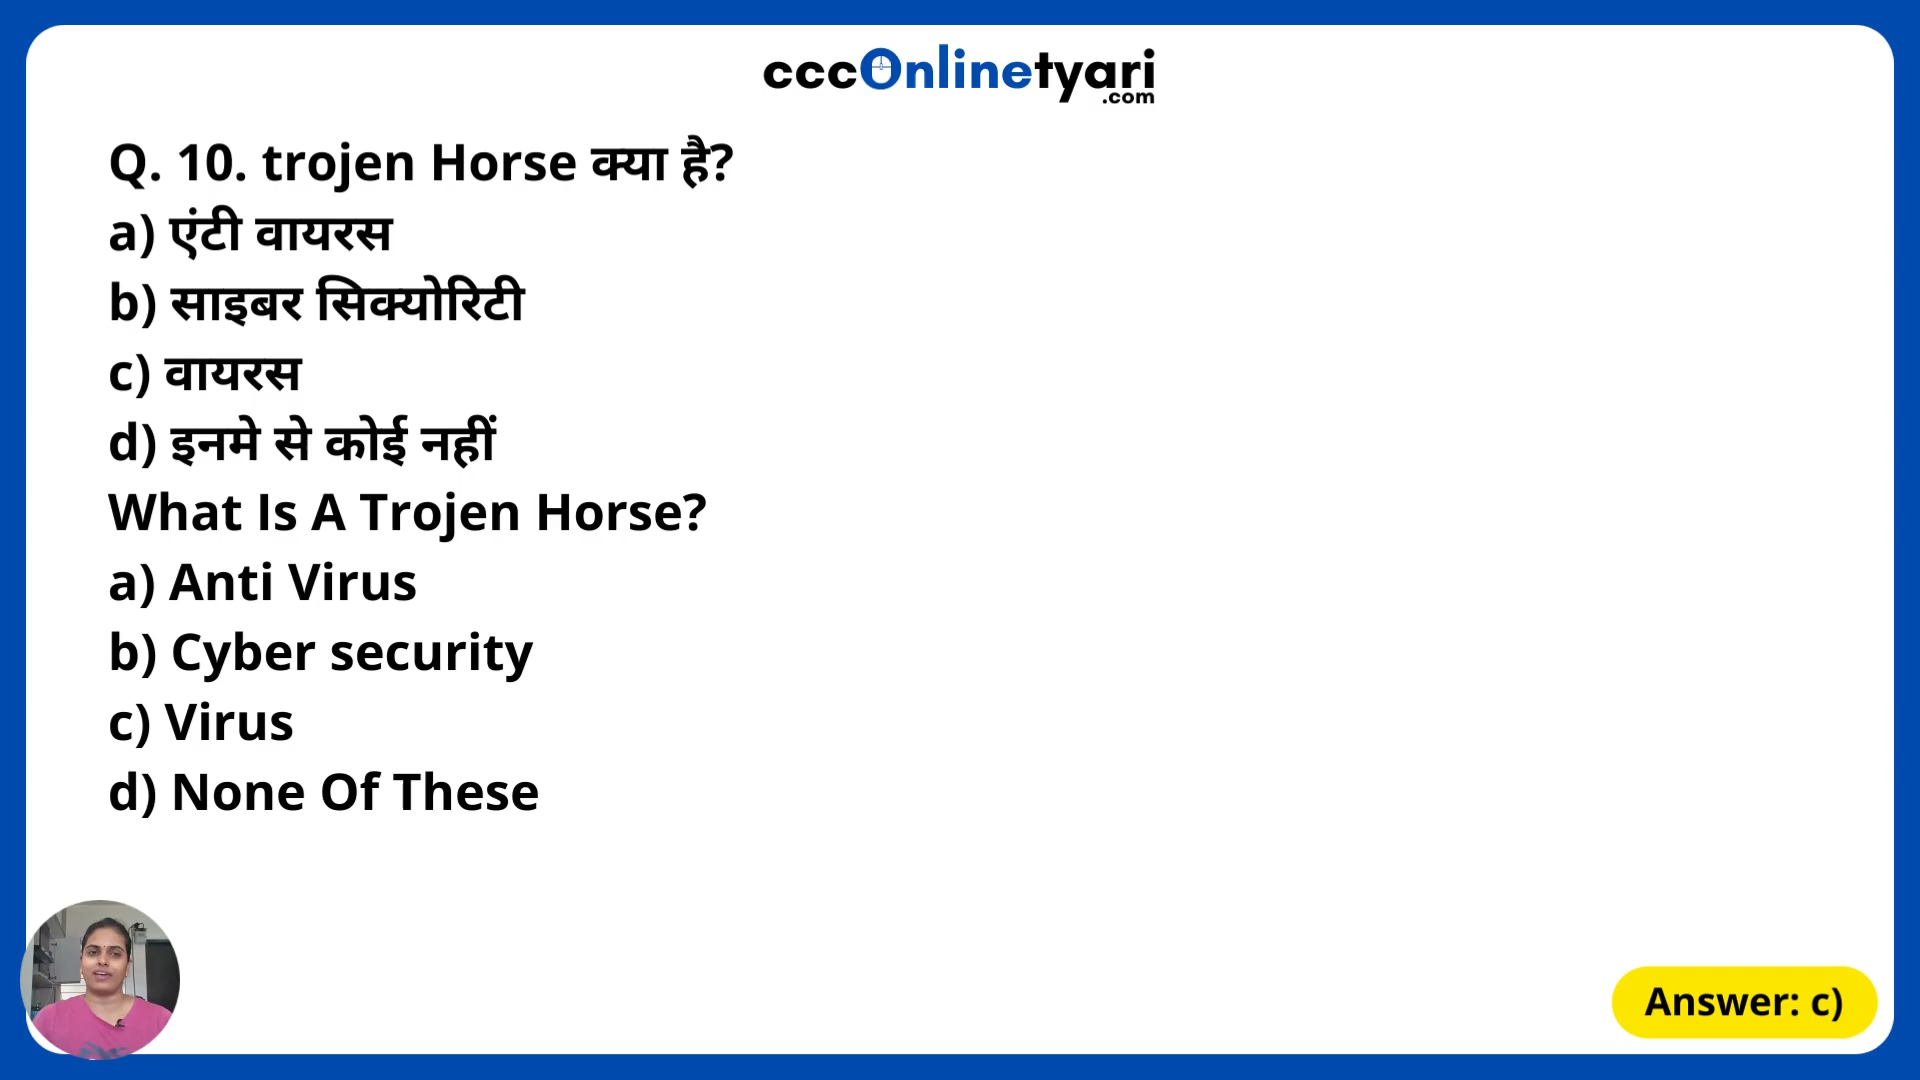 cccOnlinetyari
.com
Q. 10. trojen Horse क्या है?
a) एंटी वायरस
b) साइबर सिक्योरिटी
c) वायरस
d) इनमे से कोई नहीं
What Is A Trojen Horse?
a) Anti Virus
b) Cyber security
c) Virus
d) None Of These
Answer: c)